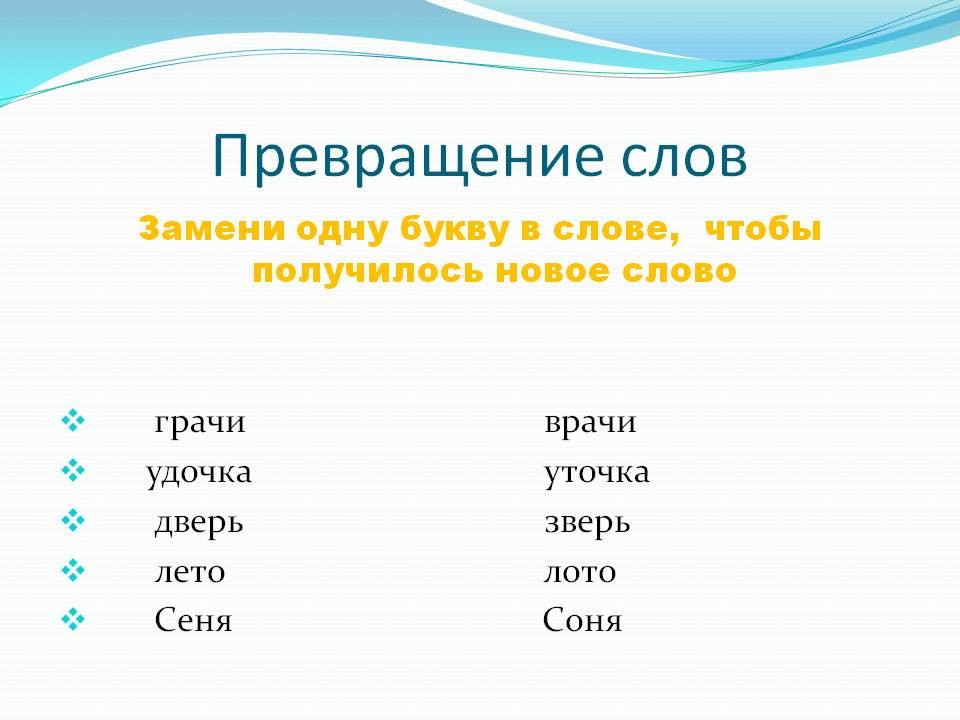 Превращение слов
Замени одну букву в слове, чтобы
получилось новое слово
грачи врачи
удочка уточка
дверь зверь
лето лото
Сеня Соня